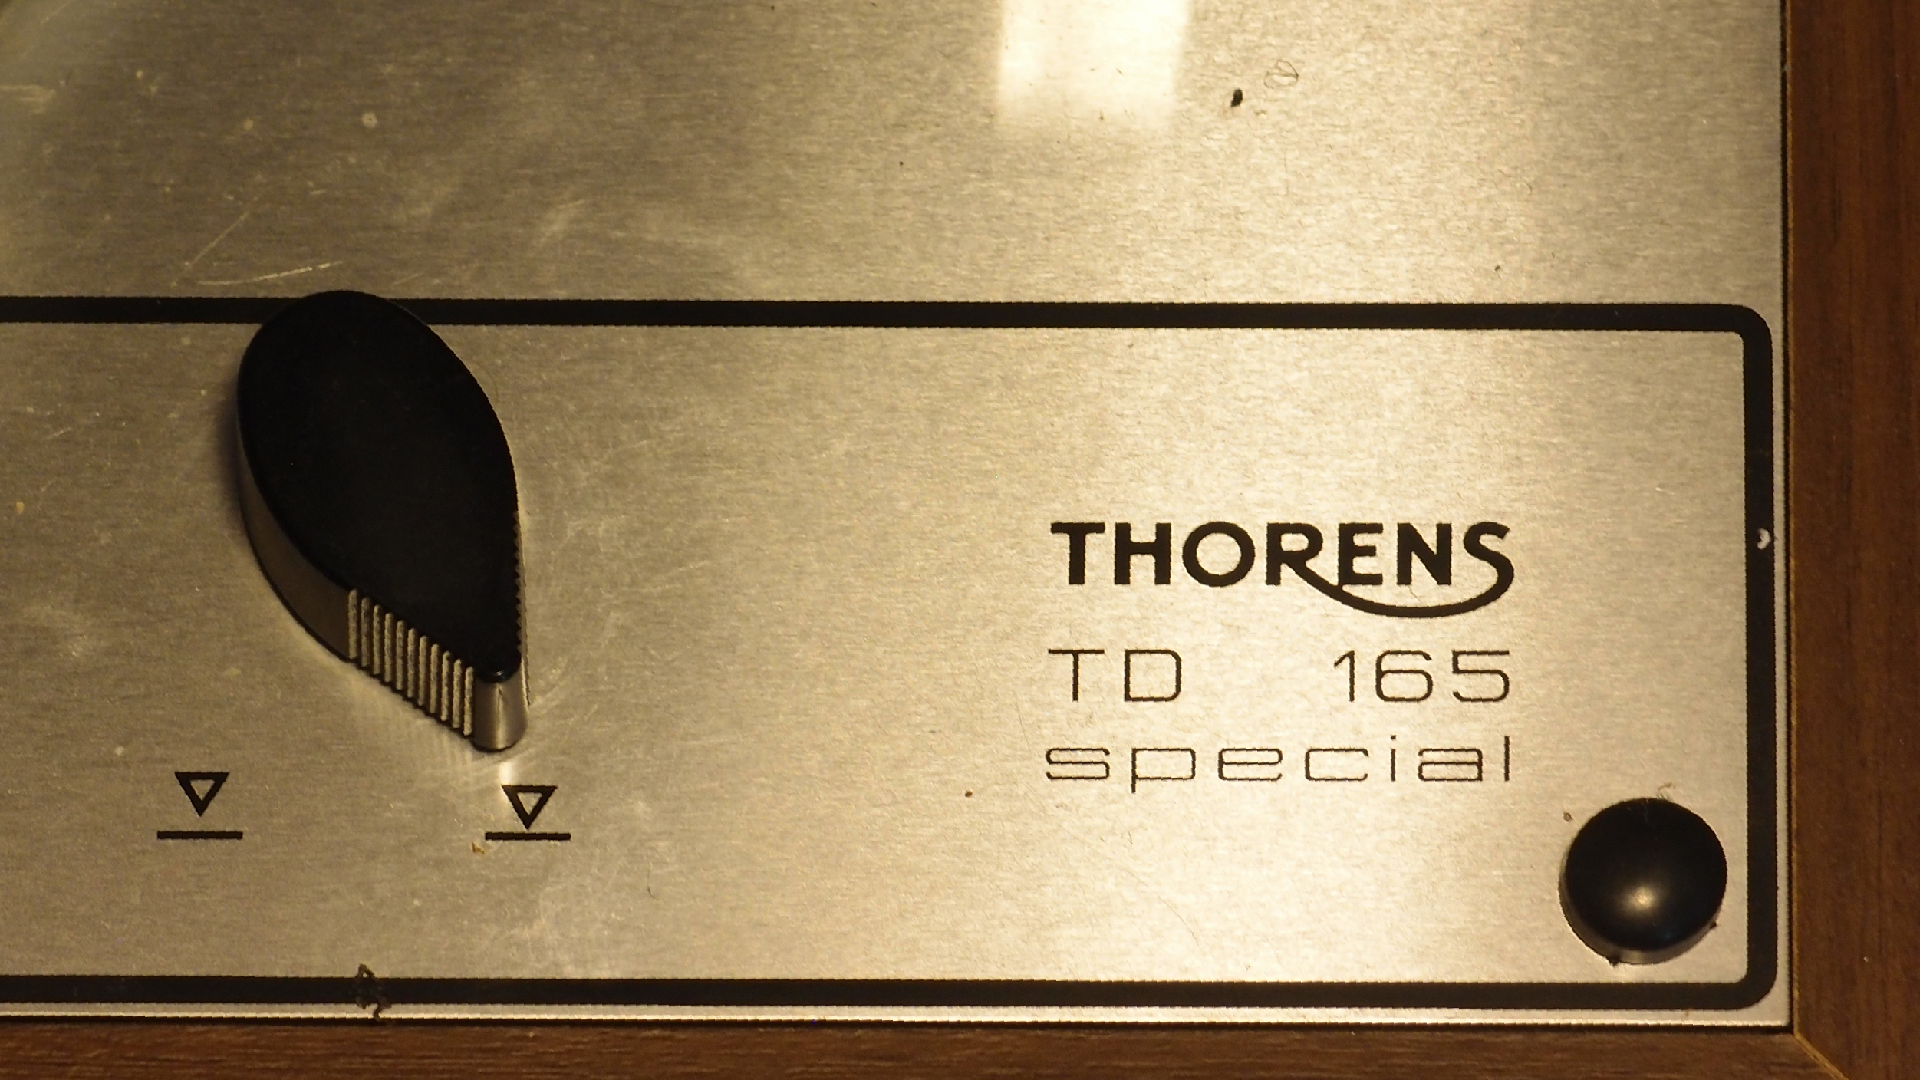 THORENS
TD 165
special